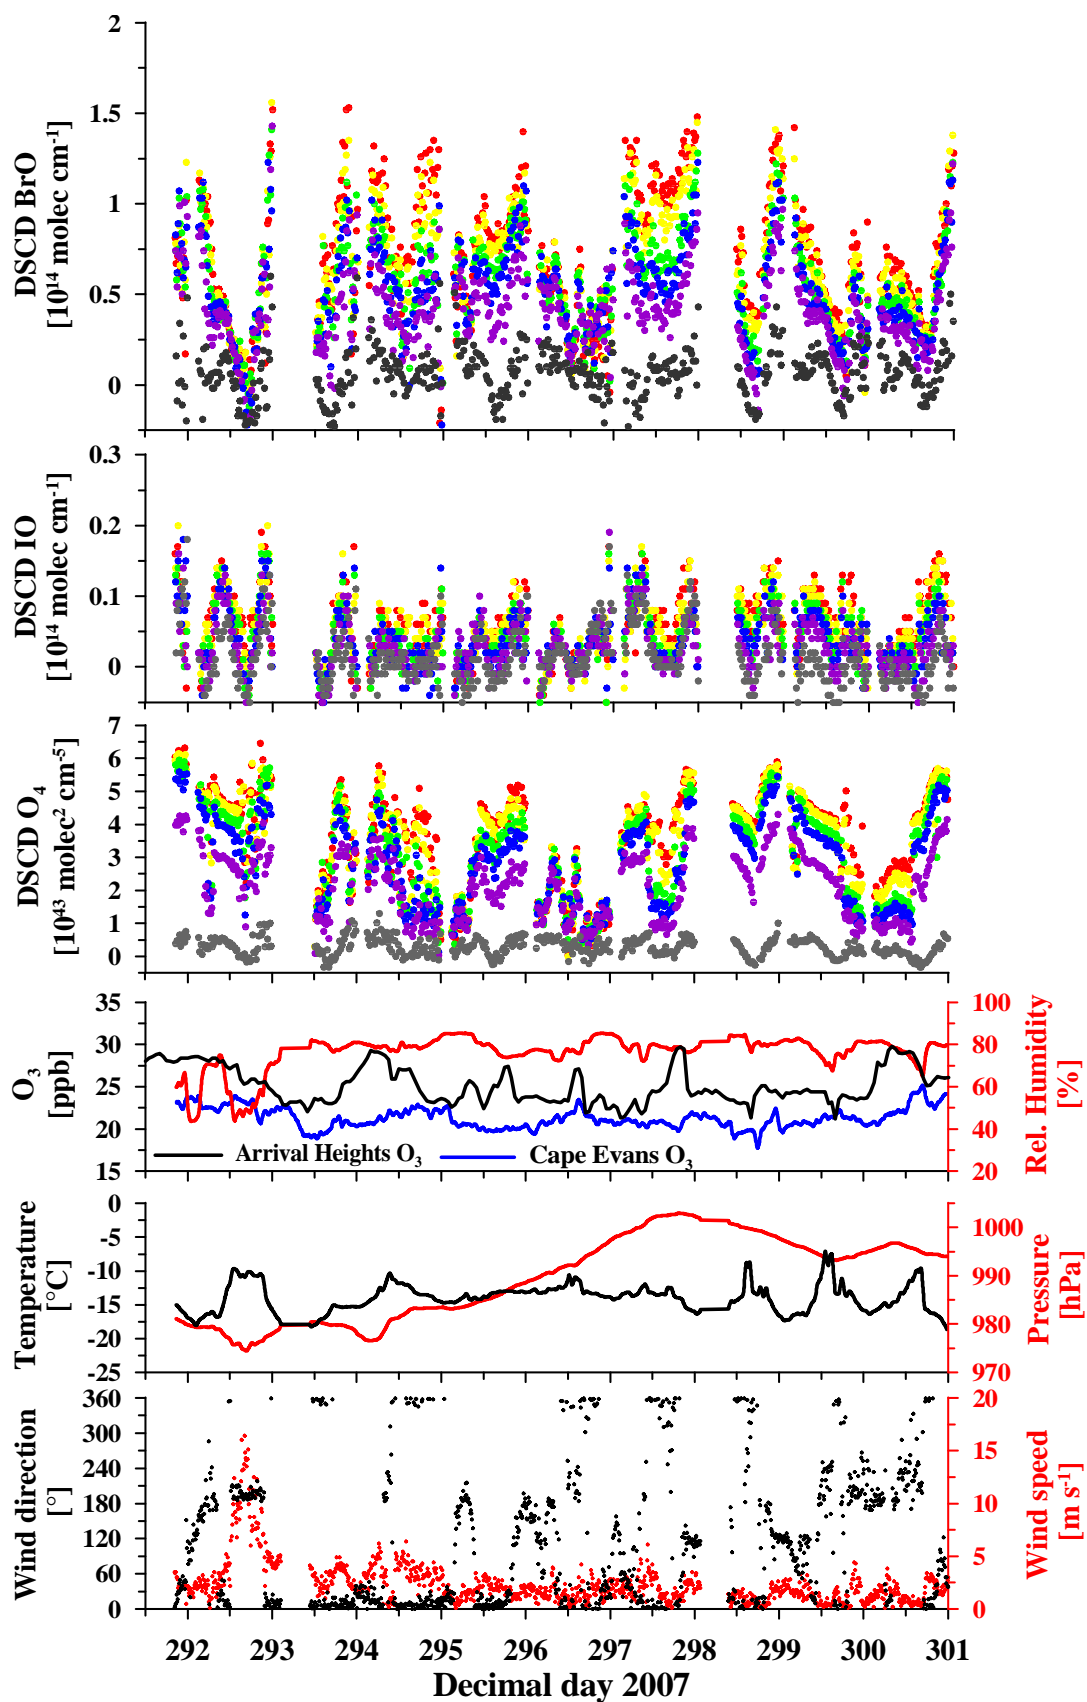 2
1.5
1
0.5
0
DSCD BrO
[10¹⁴ molec cm⁻¹]
0.3
0.2
0.1
0
DSCD IO
[10¹⁴ molec cm⁻¹]
7
6
5
4
3
2
1
0
DSCD O₄
[10⁴³ molec² cm⁻⁵]
35
30
25
20
15
O₃
[ppb]
100
80
60
40
20
Rel. Humidity
[%]
Arrival Heights O₃
Cape Evans O₃
0
-5
-10
-15
-20
-25
Temperature
[°C]
1000
990
980
970
Pressure
[hPa]
360
300
240
180
120
60
0
Wind direction
[°]
20
15
10
5
0
Wind speed
[m s⁻¹]
292 293 294 295 296 297 298 299 300 301
Decimal day 2007